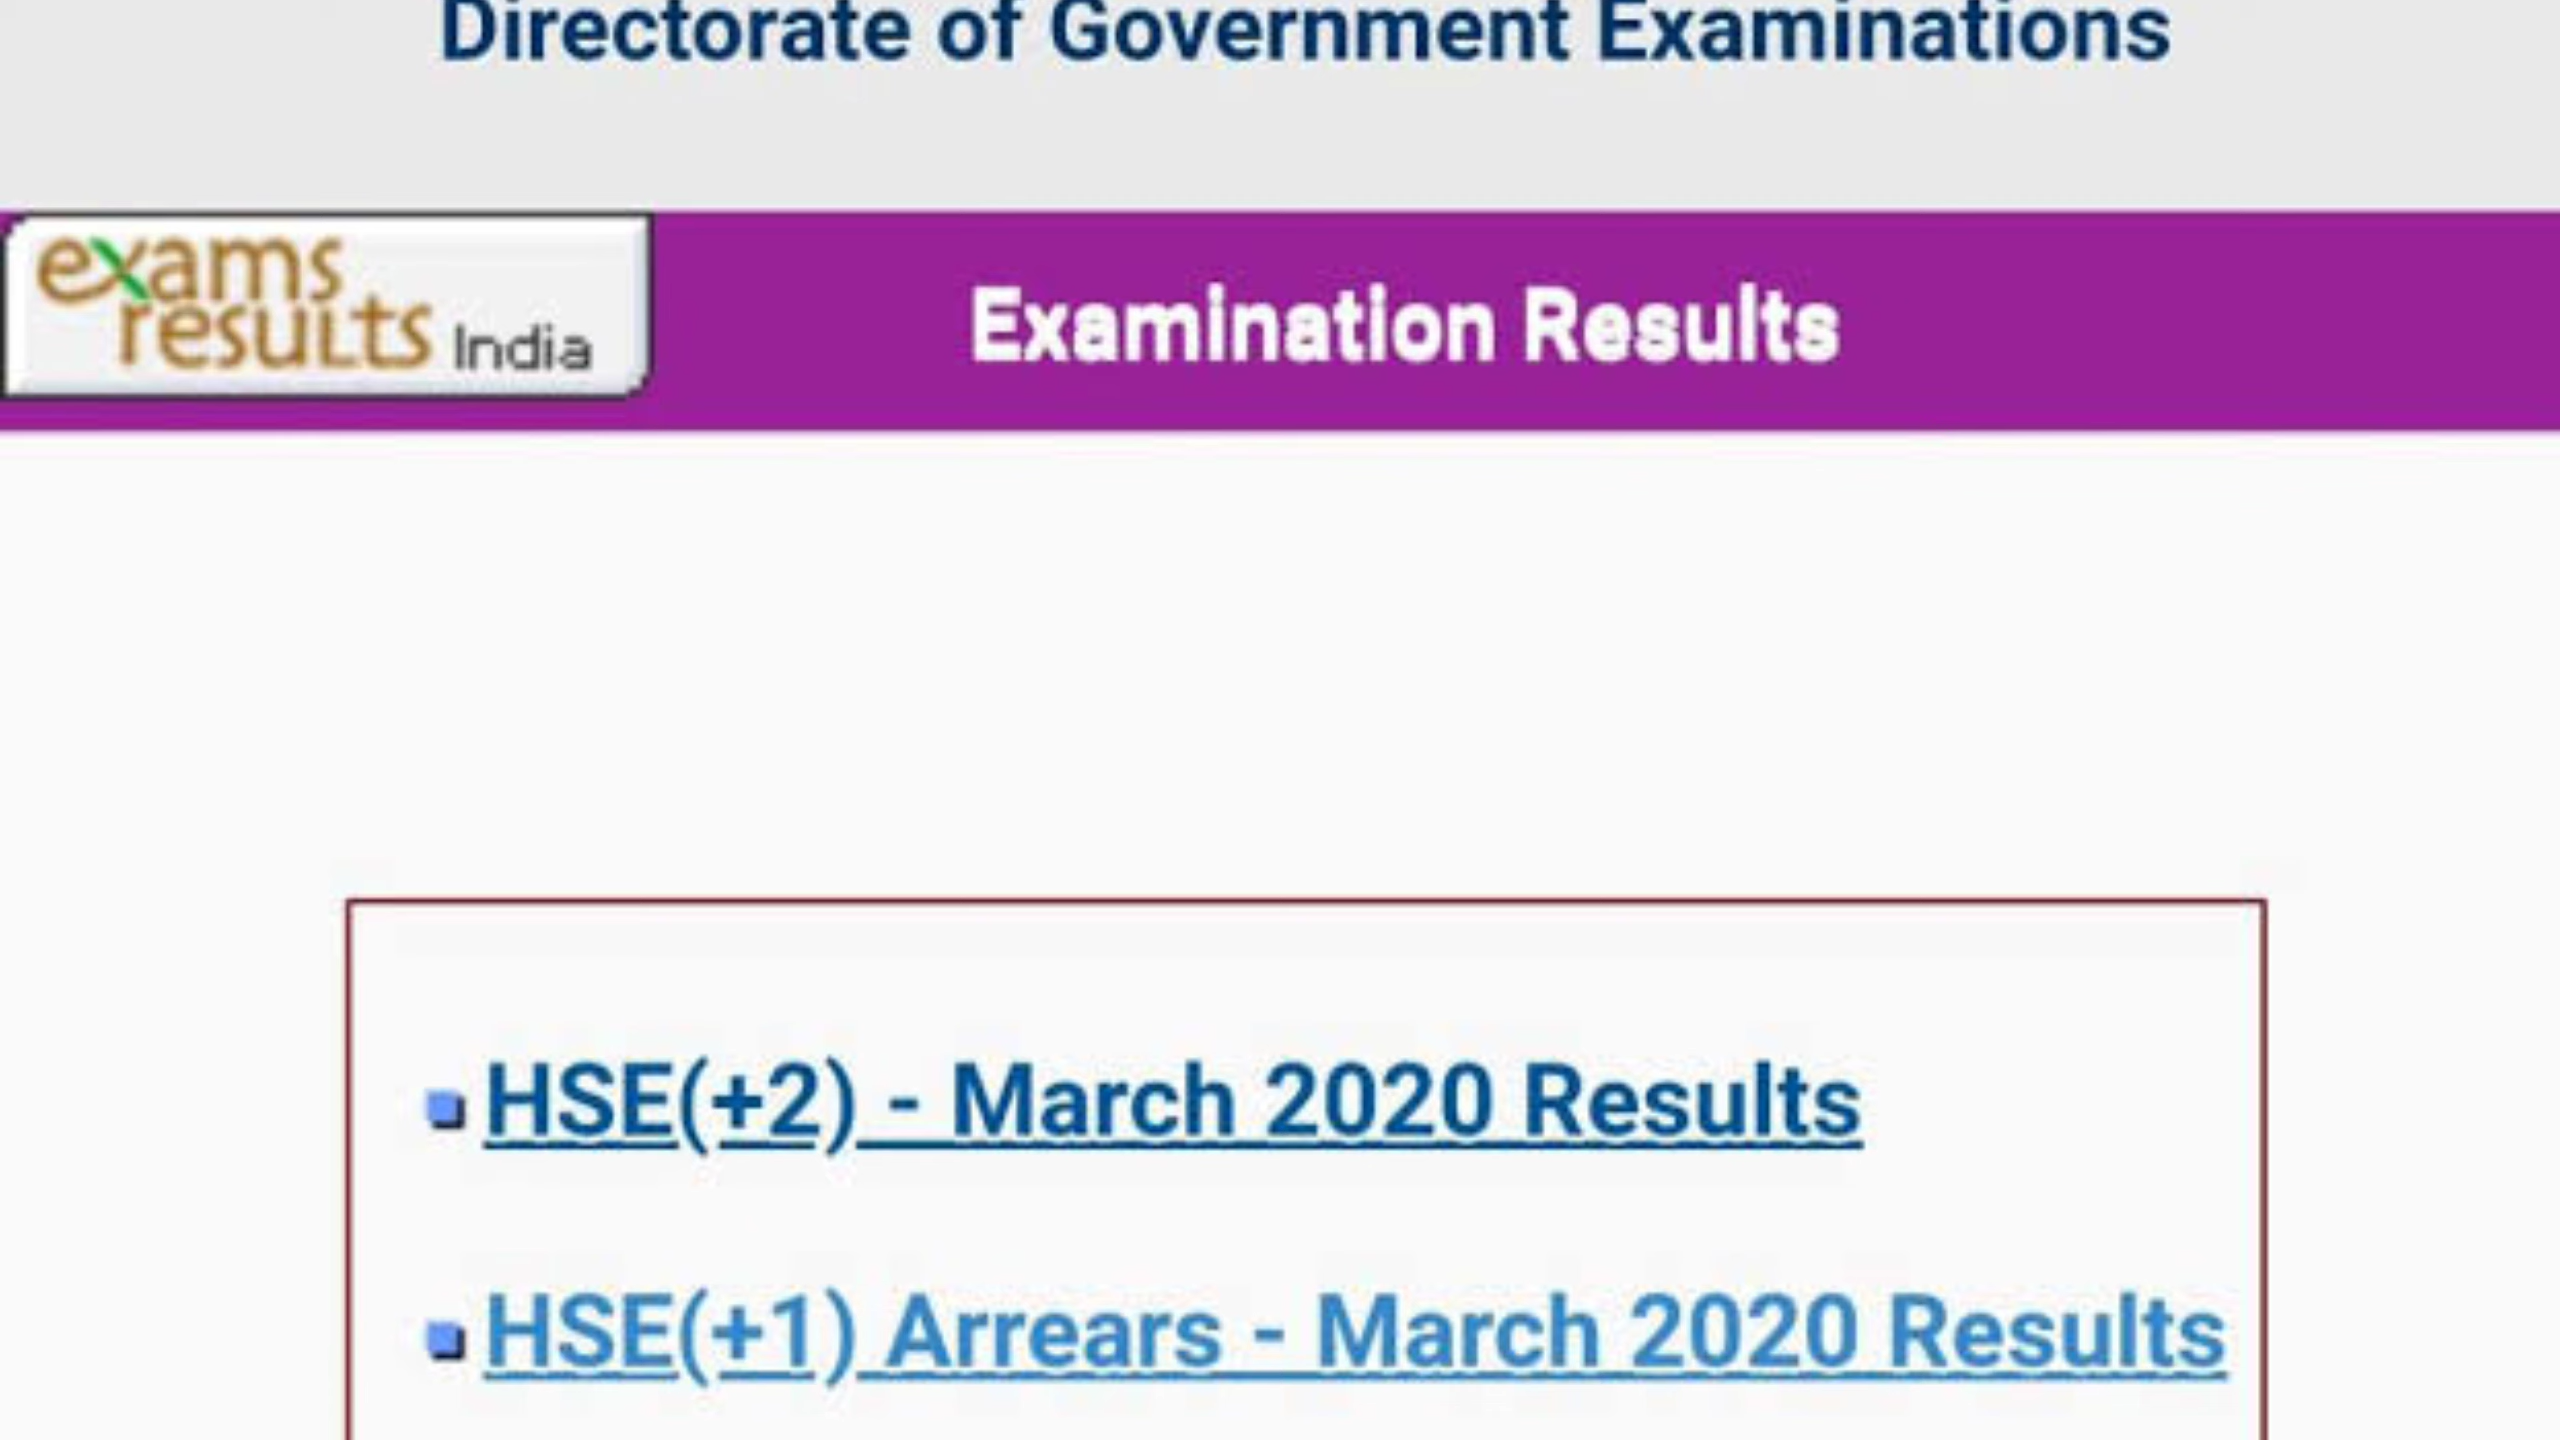 Directorate of Government Examinations
exams
results India
Examination Results
HSE(+2) - March 2020 Results
HSE(+1) Arrears - March 2020 Results